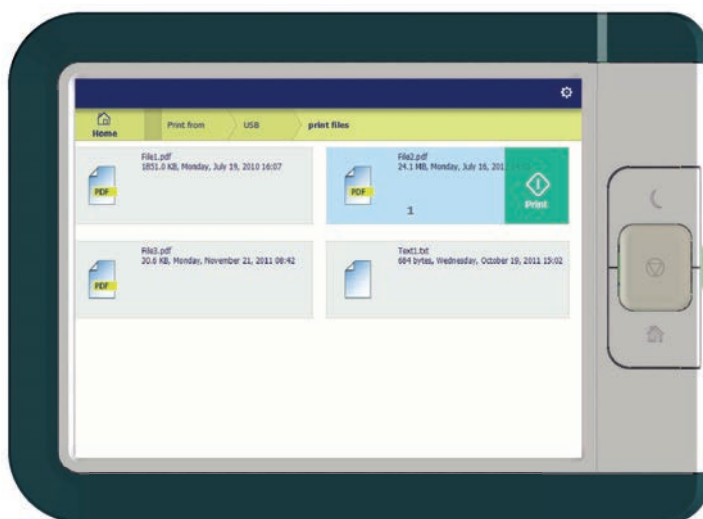 Home Print from USB print files
File1.pdf
1851.0 KB, Monday, July 19, 2010 16:07
PDF
File2.pdf
24.1 MB, Monday, July 16,
PDF
1
Print
File3.pdf
30.6 KB, Monday, November 21, 2011 08:42
PDF
Text1.txt
684 bytes, Wednesday, October 19, 2011 15:02